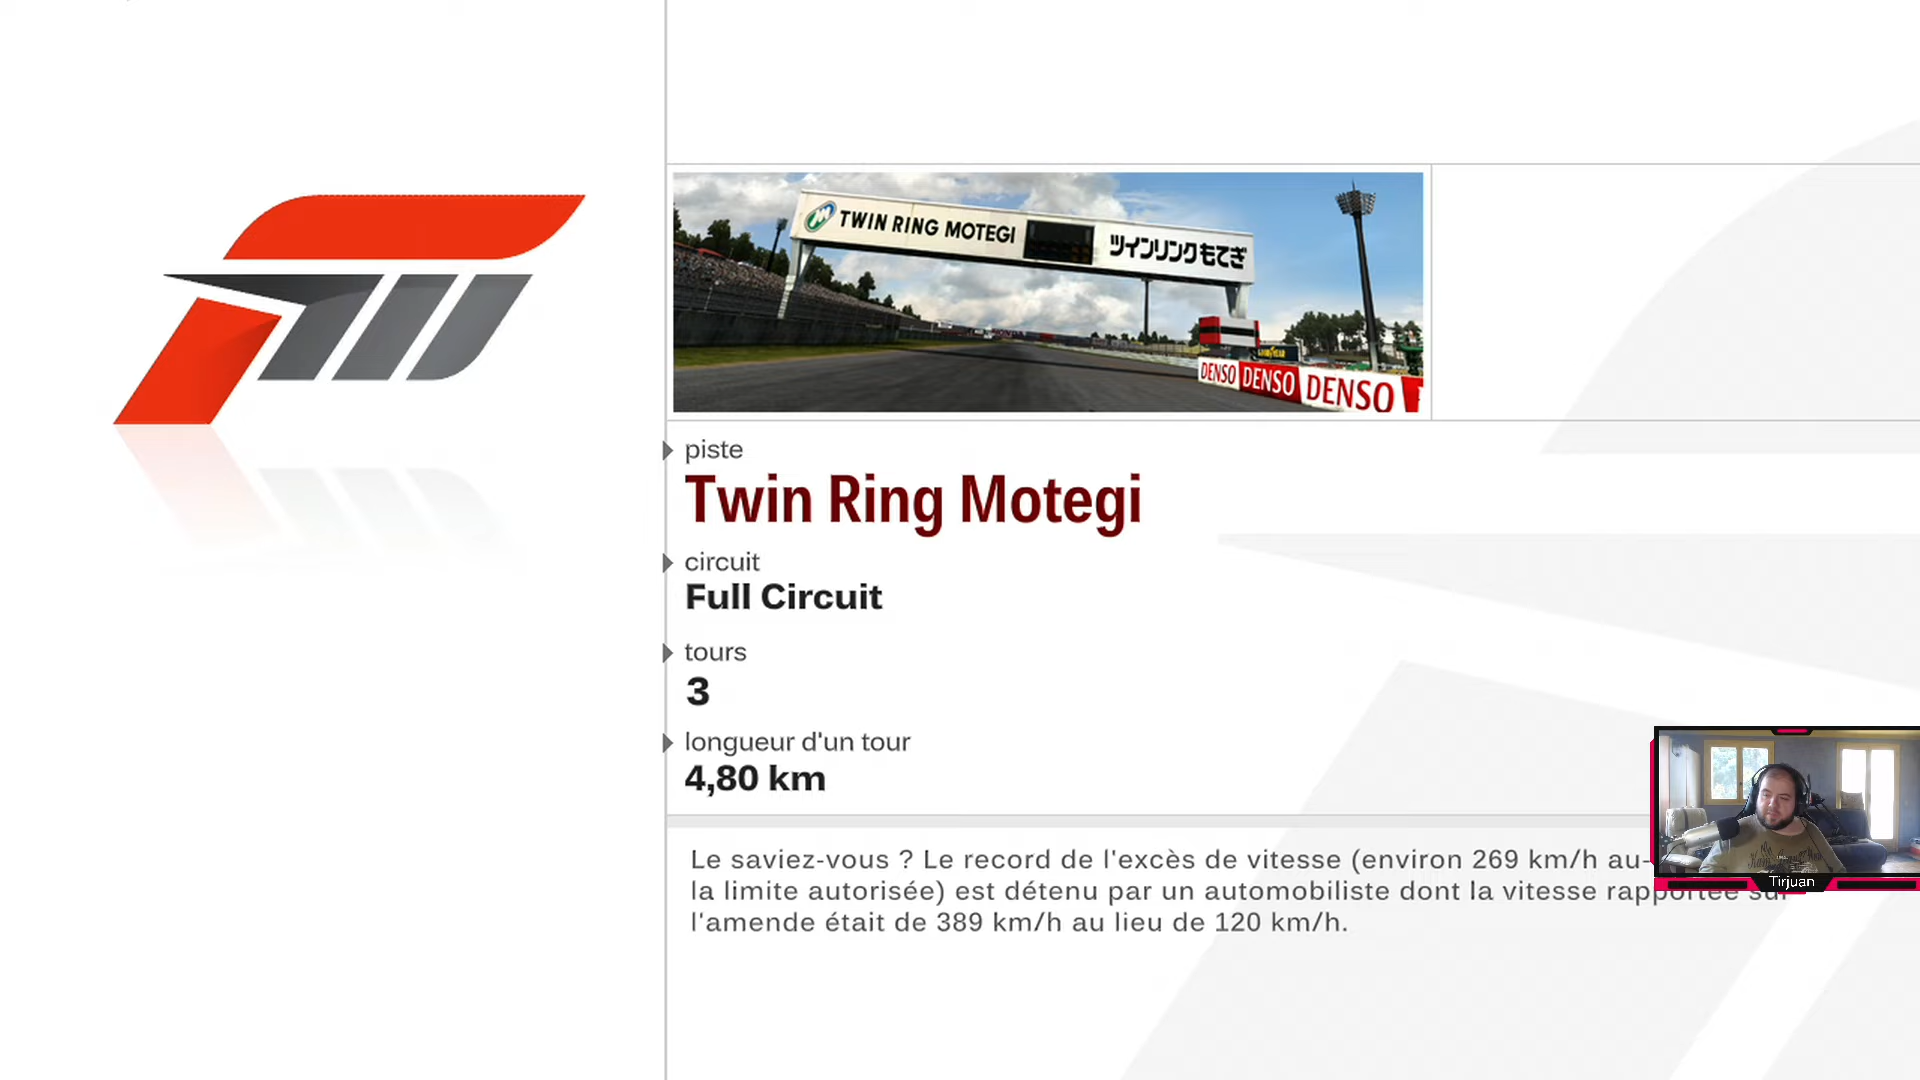 TWIN RING MOTEGI
ツインリンクもてぎ
DENSO DENSO DENSO
piste
Twin Ring Motegi
circuit
Full Circuit
tours
3
longueur d'un tour
4,80 km
Le saviez-vous ? Le record de l'excès de vitesse (environ 269 km/h au-
la limite autorisée) est détenu par un automobiliste dont la vitesse rapportée sur
l'amende était de 389 km/h au lieu de 120 km/h.
Tirjuan